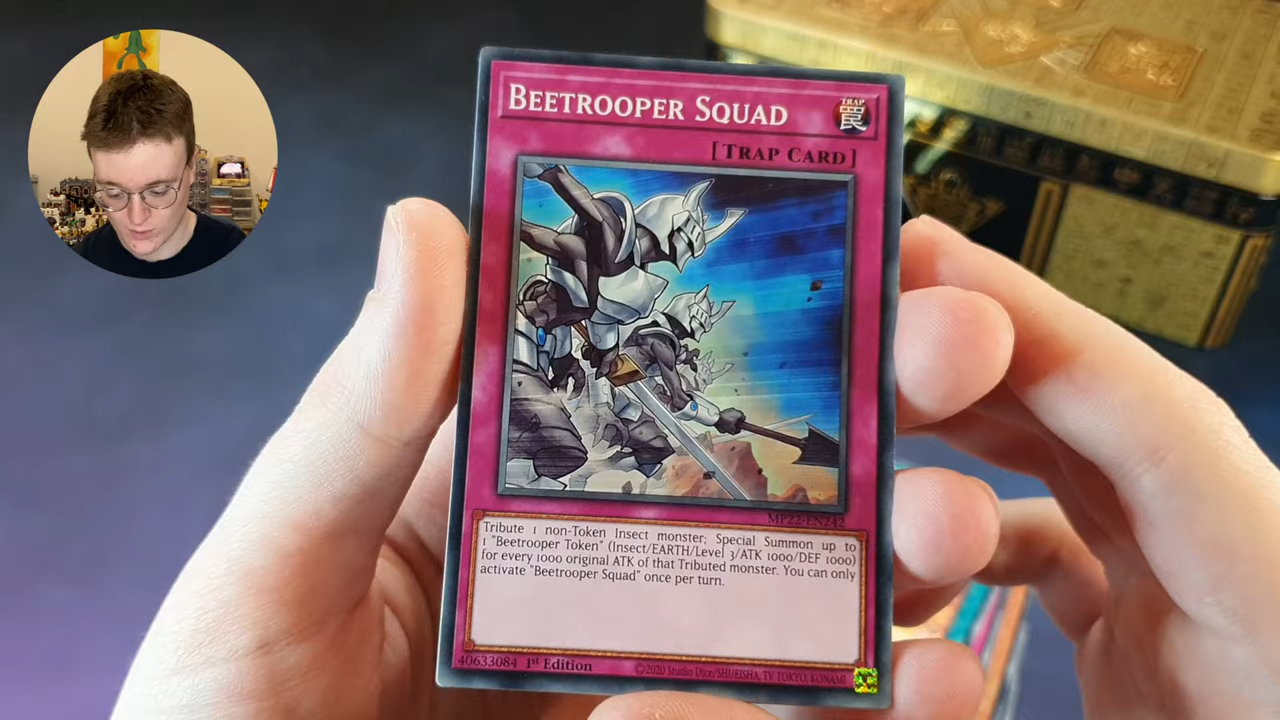 BEETROOPER SQUAD
TRAP
罠
[TRAP CARD]
MP22-EN242
Tribute 1 non-Token Insect monster; Special Summon up to
1 "Beetrooper Token" (Insect/EARTH/Level 3/ATK 1000/DEF 1000)
for every 1000 original ATK of that Tributed monster. You can only
activate "Beetrooper Squad" once per turn.
40633084 1st Edition
©2020 Studio Dice/SHUEISHA, TV TOKYO, KONAMI